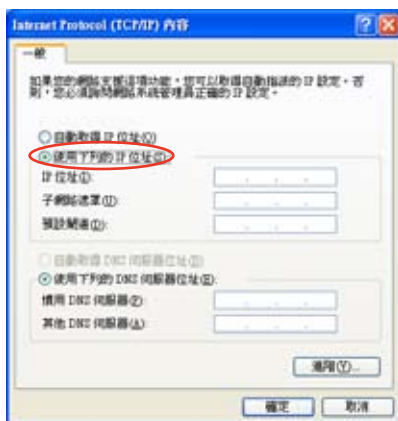 Internet Protocol (TCP/IP) 內容
一般
如果您的網路支援這項功能，您可以取得自動指派的 IP 設定。否
則，您必須詢問網路系統管理員正確的 IP 設定。
自動取得 IP 位址(O)
使用下列的 IP 位址(S):
IP 位址(I):
子網路遮罩(U):
預設閘道(D):
自動取得 DNS 伺服器位址(B)
使用下列的 DNS 伺服器位址(E):
慣用 DNS 伺服器(P):
其他 DNS 伺服器(A):
進階(V)...
確定
取消